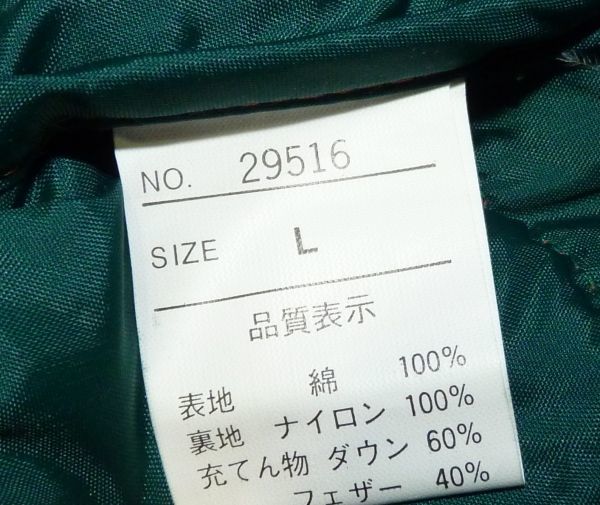 NO. 29516
SIZE L
品質表示
表地 綿 100%
裏地 ナイロン 100%
充てん物 ダウン 60%
フェザー 40%